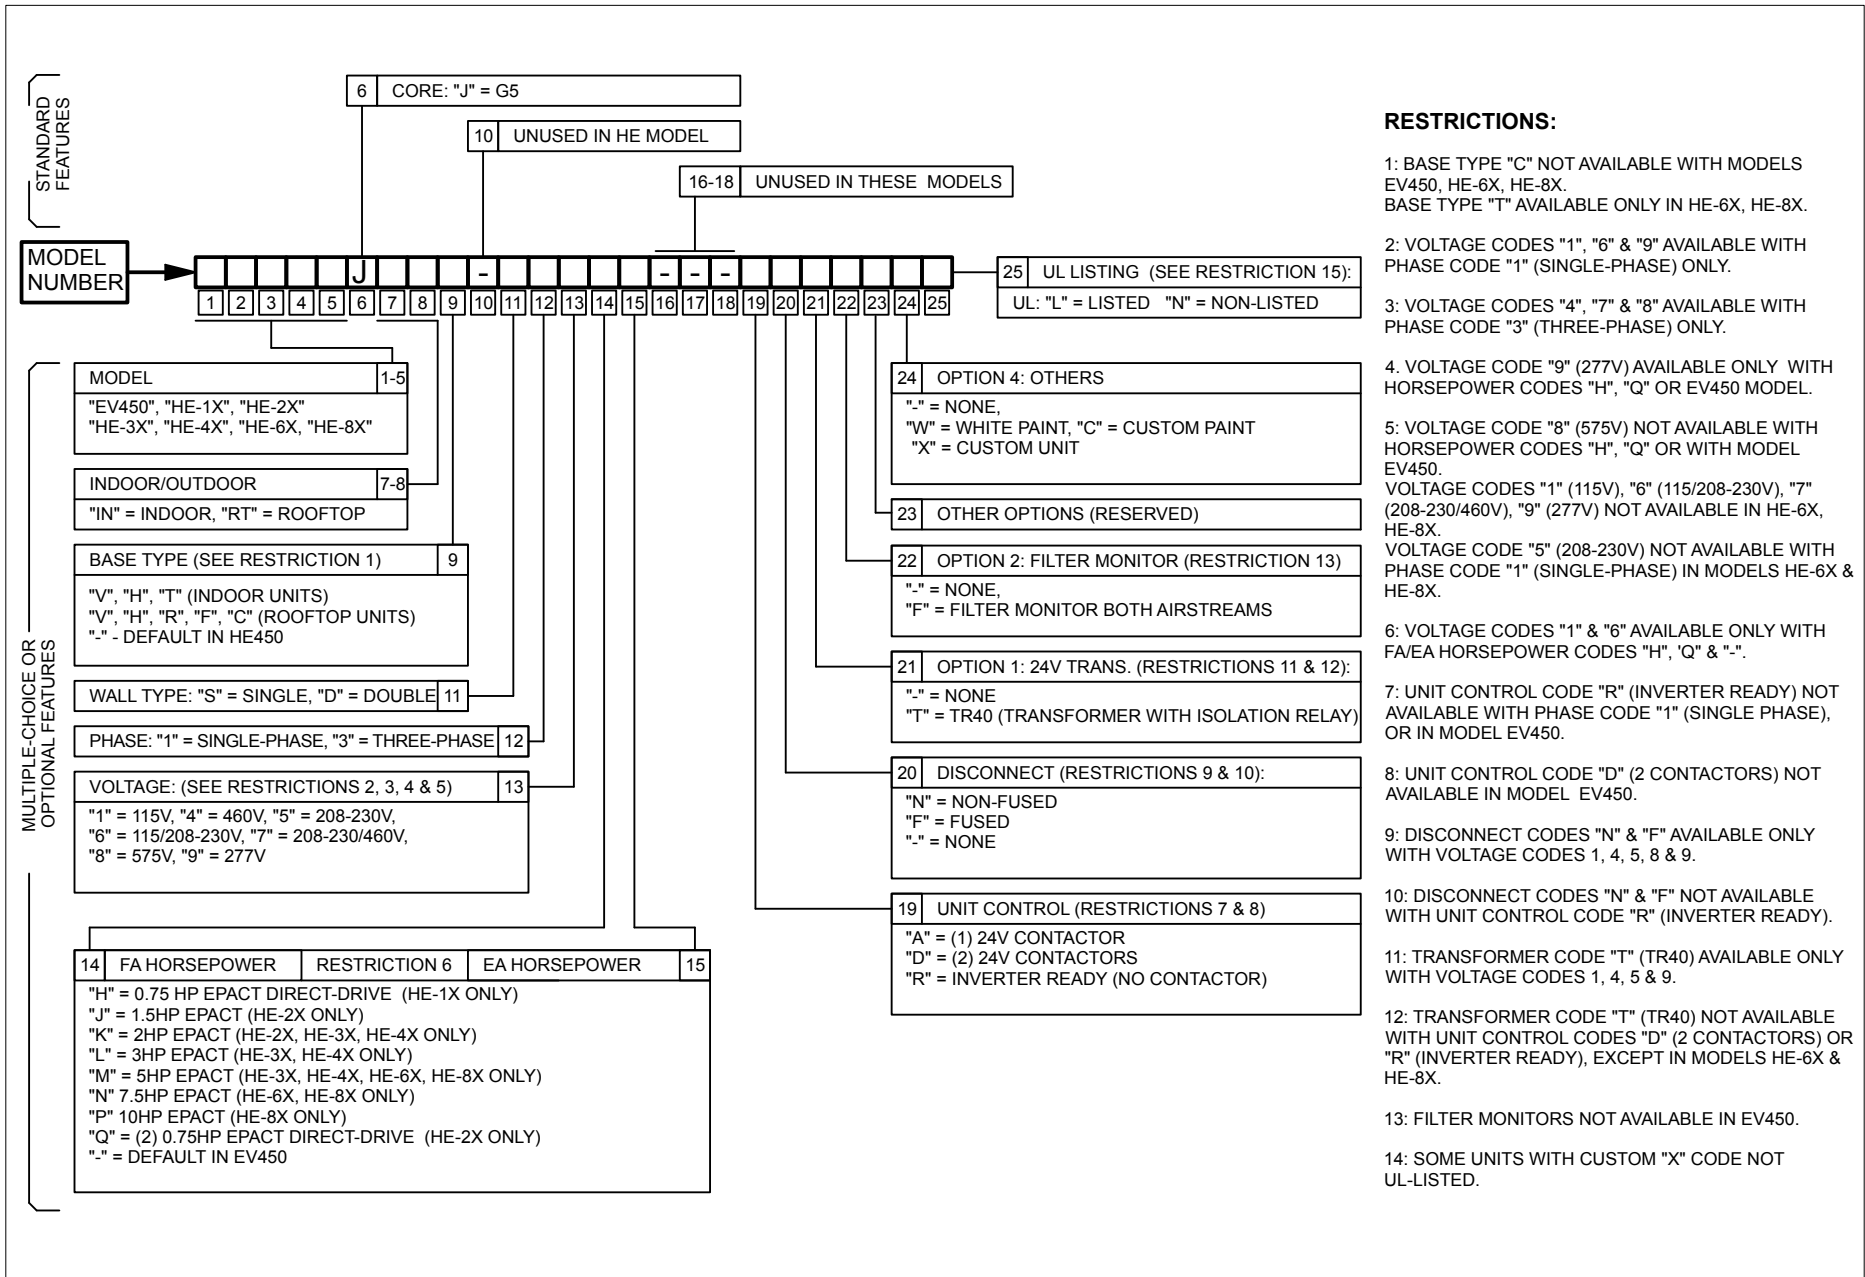 STANDARD
FEATURES
6 CORE: "J" = G5
10 UNUSED IN HE MODEL
16-18 UNUSED IN THESE MODELS
MODEL
NUMBER
J - - - -
1 2 3 4 5 6 7 8 9 10 11 12 13 14 15 16 17 18 19 20 21 22 23 24 25
25 UL LISTING (SEE RESTRICTION 15):
UL: "L" = LISTED "N" = NON-LISTED
MULTIPLE-CHOICE OR
OPTIONAL FEATURES
MODEL 1-5
"EV450", "HE-1X", "HE-2X"
"HE-3X", "HE-4X", "HE-6X, "HE-8X"
INDOOR/OUTDOOR 7-8
"IN" = INDOOR, "RT" = ROOFTOP
BASE TYPE (SEE RESTRICTION 1) 9
"V", "H", "T" (INDOOR UNITS)
"V", "H", "R", "F", "C" (ROOFTOP UNITS)
"-" - DEFAULT IN HE450
WALL TYPE: "S" = SINGLE, "D" = DOUBLE 11
PHASE: "1" = SINGLE-PHASE, "3" = THREE-PHASE 12
VOLTAGE: (SEE RESTRICTIONS 2, 3, 4 & 5) 13
"1" = 115V, "4" = 460V, "5" = 208-230V,
"6" = 115/208-230V, "7" = 208-230/460V,
"8" = 575V, "9" = 277V
14 FA HORSEPOWER RESTRICTION 6 EA HORSEPOWER 15
"H" = 0.75 HP EPACT DIRECT-DRIVE (HE-1X ONLY)
"J" = 1.5HP EPACT (HE-2X ONLY)
"K" = 2HP EPACT (HE-2X, HE-3X, HE-4X ONLY)
"L" = 3HP EPACT (HE-3X, HE-4X ONLY)
"M" = 5HP EPACT (HE-3X, HE-4X, HE-6X, HE-8X ONLY)
"N" 7.5HP EPACT (HE-6X, HE-8X ONLY)
"P" 10HP EPACT (HE-8X ONLY)
"Q" = (2) 0.75HP EPACT DIRECT-DRIVE (HE-2X ONLY)
"-" = DEFAULT IN EV450
24 OPTION 4: OTHERS
"-" = NONE,
"W" = WHITE PAINT, "C" = CUSTOM PAINT
"X" = CUSTOM UNIT
23 OTHER OPTIONS (RESERVED)
22 OPTION 2: FILTER MONITOR (RESTRICTION 13)
"-" = NONE,
"F" = FILTER MONITOR BOTH AIRSTREAMS
21 OPTION 1: 24V TRANS. (RESTRICTIONS 11 & 12):
"-" = NONE
"T" = TR40 (TRANSFORMER WITH ISOLATION RELAY)
20 DISCONNECT (RESTRICTIONS 9 & 10):
"N" = NON-FUSED
"F" = FUSED
"-" = NONE
19 UNIT CONTROL (RESTRICTIONS 7 & 8)
"A" = (1) 24V CONTACTOR
"D" = (2) 24V CONTACTORS
"R" = INVERTER READY (NO CONTACTOR)
RESTRICTIONS:
1: BASE TYPE "C" NOT AVAILABLE WITH MODELS
EV450, HE-6X, HE-8X.
BASE TYPE "T" AVAILABLE ONLY IN HE-6X, HE-8X.
2: VOLTAGE CODES "1", "6" & "9" AVAILABLE WITH
PHASE CODE "1" (SINGLE-PHASE) ONLY.
3: VOLTAGE CODES "4", "7" & "8" AVAILABLE WITH
PHASE CODE "3" (THREE-PHASE) ONLY.
4. VOLTAGE CODE "9" (277V) AVAILABLE ONLY WITH
HORSEPOWER CODES "H", "Q" OR EV450 MODEL.
5: VOLTAGE CODE "8" (575V) NOT AVAILABLE WITH
HORSEPOWER CODES "H", "Q" OR WITH MODEL
EV450.
VOLTAGE CODES "1" (115V), "6" (115/208-230V), "7"
(208-230/460V), "9" (277V) NOT AVAILABLE IN HE-6X,
HE-8X.
VOLTAGE CODE "5" (208-230V) NOT AVAILABLE WITH
PHASE CODE "1" (SINGLE-PHASE) IN MODELS HE-6X &
HE-8X.
6: VOLTAGE CODES "1" & "6" AVAILABLE ONLY WITH
FA/EA HORSEPOWER CODES "H", 'Q" & "-".
7: UNIT CONTROL CODE "R" (INVERTER READY) NOT
AVAILABLE WITH PHASE CODE "1" (SINGLE PHASE),
OR IN MODEL EV450.
8: UNIT CONTROL CODE "D" (2 CONTACTORS) NOT
AVAILABLE IN MODEL EV450.
9: DISCONNECT CODES "N" & "F" AVAILABLE ONLY
WITH VOLTAGE CODES 1, 4, 5, 8 & 9.
10: DISCONNECT CODES "N" & "F" NOT AVAILABLE
WITH UNIT CONTROL CODE "R" (INVERTER READY).
11: TRANSFORMER CODE "T" (TR40) AVAILABLE ONLY
WITH VOLTAGE CODES 1, 4, 5 & 9.
12: TRANSFORMER CODE "T" (TR40) NOT AVAILABLE
WITH UNIT CONTROL CODES "D" (2 CONTACTORS) OR
"R" (INVERTER READY), EXCEPT IN MODELS HE-6X &
HE-8X.
13: FILTER MONITORS NOT AVAILABLE IN EV450.
14: SOME UNITS WITH CUSTOM "X" CODE NOT
UL-LISTED.